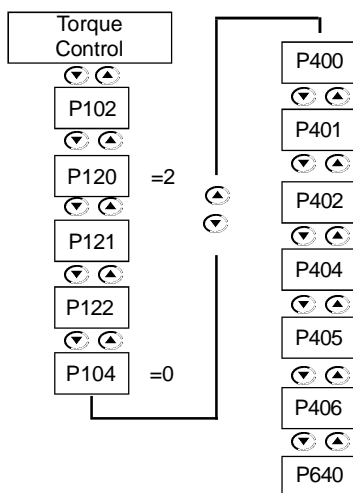 Torque
Control
P102
P120 =2
P121
P122
P104 =0
P400
P401
P402
P404
P405
P406
P640